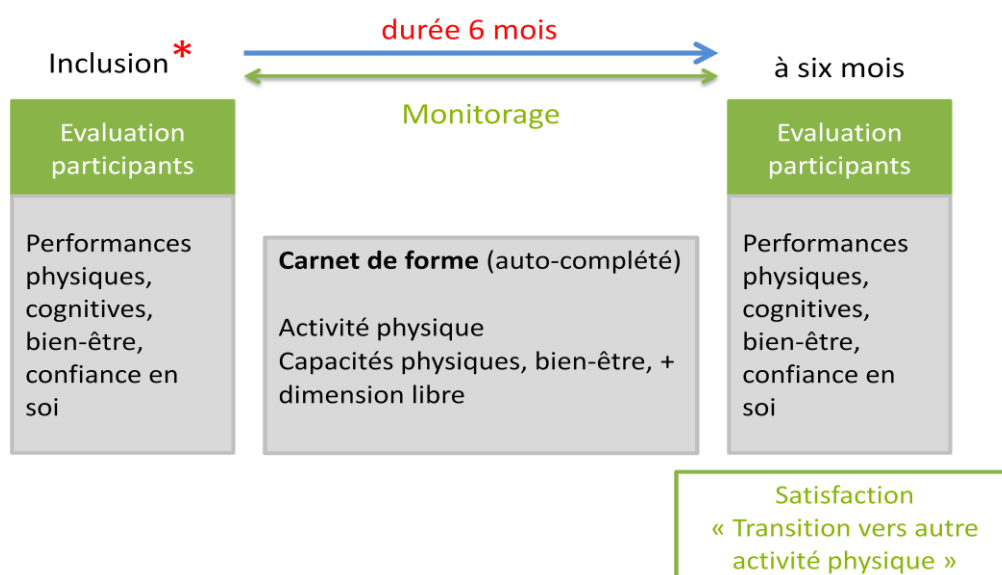 durée 6 mois
Inclusion*
à six mois
Monitorage
Evaluation
participants
Performances
physiques,
cognitives,
bien-être,
confiance en
soi
Carnet de forme (auto-complété)
Activité physique
Capacités physiques, bien-être, +
dimension libre
Evaluation
participants
Performances
physiques,
cognitives,
bien-être,
confiance en
soi
Satisfaction
« Transition vers autre
activité physique »